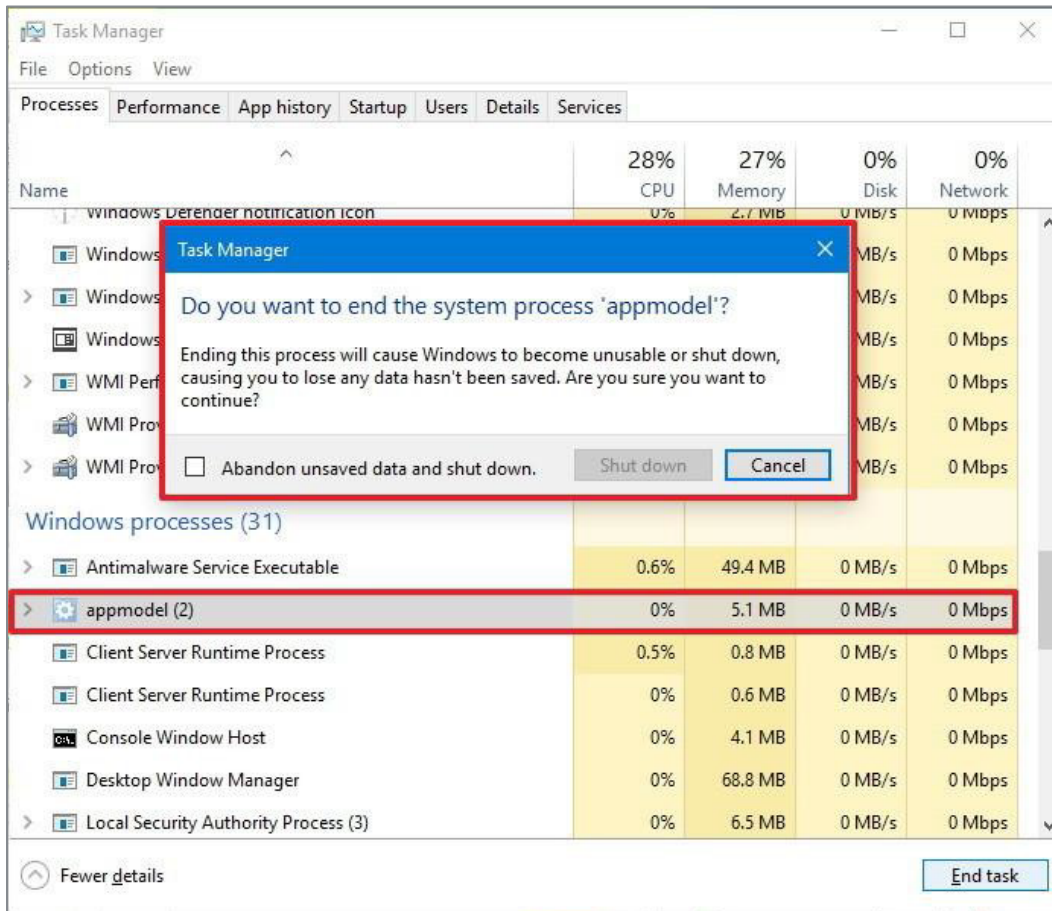 Task Manager
File Options View
Processes Performance App history Startup Users Details Services
28% 27% 0% 0%
Name CPU Memory Disk Network
Windows Defender notification icon 0% 2.7 MB 0 MB/s 0 Mbps
Windows MB/s 0 Mbps
Windows MB/s 0 Mbps
Windows MB/s 0 Mbps
WMI Perf MB/s 0 Mbps
WMI Pro MB/s 0 Mbps
WMI Pro MB/s 0 Mbps
Task Manager
Do you want to end the system process 'appmodel'?
Ending this process will cause Windows to become unusable or shut down,
causing you to lose any data hasn't been saved. Are you sure you want to
continue?
Abandon unsaved data and shut down. Shut down Cancel
Windows processes (31)
Antimalware Service Executable 0.6% 49.4 MB 0 MB/s 0 Mbps
appmodel (2) 0% 5.1 MB 0 MB/s 0 Mbps
Client Server Runtime Process 0.5% 0.8 MB 0 MB/s 0 Mbps
Client Server Runtime Process 0% 0.6 MB 0 MB/s 0 Mbps
Console Window Host 0% 4.1 MB 0 MB/s 0 Mbps
Desktop Window Manager 0% 68.8 MB 0 MB/s 0 Mbps
Local Security Authority Process (3) 0% 6.5 MB 0 MB/s 0 Mbps
Fewer details End task